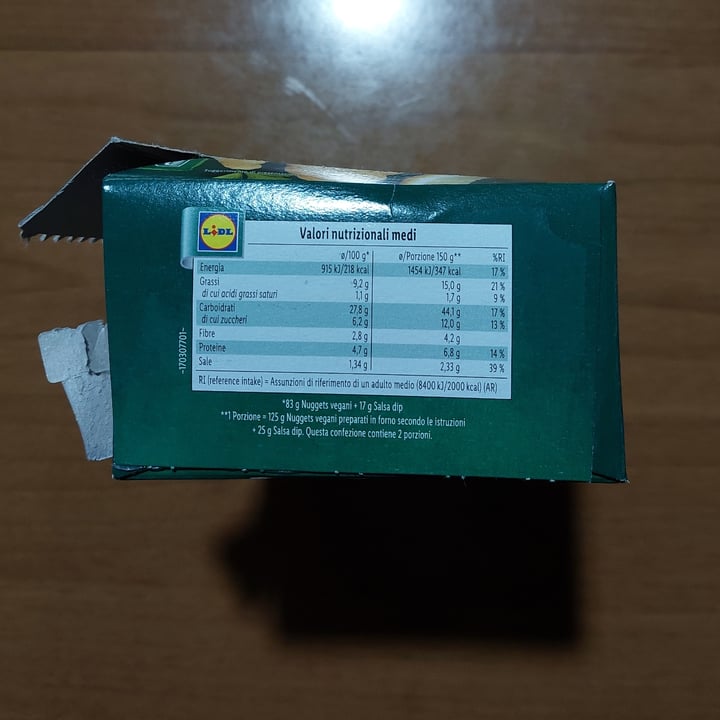 LIDL
Valori nutrizionali medi
ø/100 g* ø/Porzione 150 g** %RI
Energia 915 kJ/218 kcal 1454 kJ/347 kcal 17 %
Grassi 9,2 g 15,0 g 21 %
di cui acidi grassi saturi 1,1 g 1,7 g 9 %
Carboidrati 27,8 g 44,1 g 17 %
di cui zuccheri 6,2 g 12,0 g 13 %
Fibre 2,8 g 4,2 g
Proteine 4,7 g 6,8 g 14 %
Sale 1,34 g 2,33 g 39 %
RI (reference intake) = Assunzioni di riferimento di un adulto medio (8400 kJ/2000 kcal) (AR)
*83 g Nuggets vegani + 17 g Salsa dip
**1 Porzione = 125 g Nuggets vegani preparati in forno secondo le istruzioni
+ 25 g Salsa dip. Questa confezione contiene 2 porzioni.
-170307701-